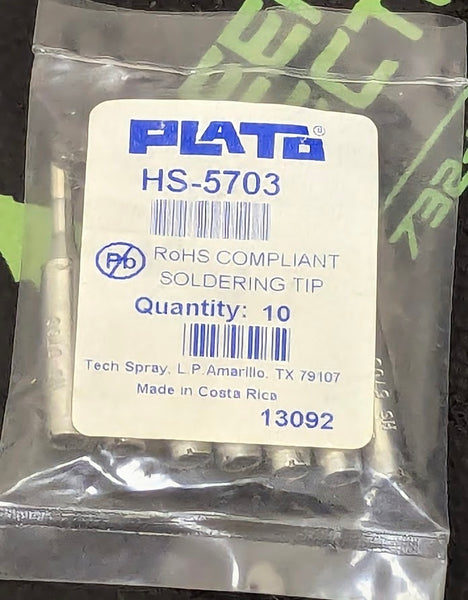 PLATO®
HS-5703
Pb RoHS COMPLIANT
SOLDERING TIP
Quantity: 10
Tech Spray, L.P. Amarillo, TX 79107
Made in Costa Rica
13092